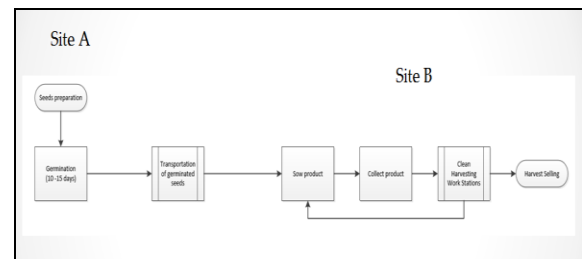 Site A
Site B
Seeds preparation
Germination
(10 -15 days)
Transportation
of germinated
seeds
Sow product
Collect product
Clean
Harvesting
Work Stations
Harvest Selling